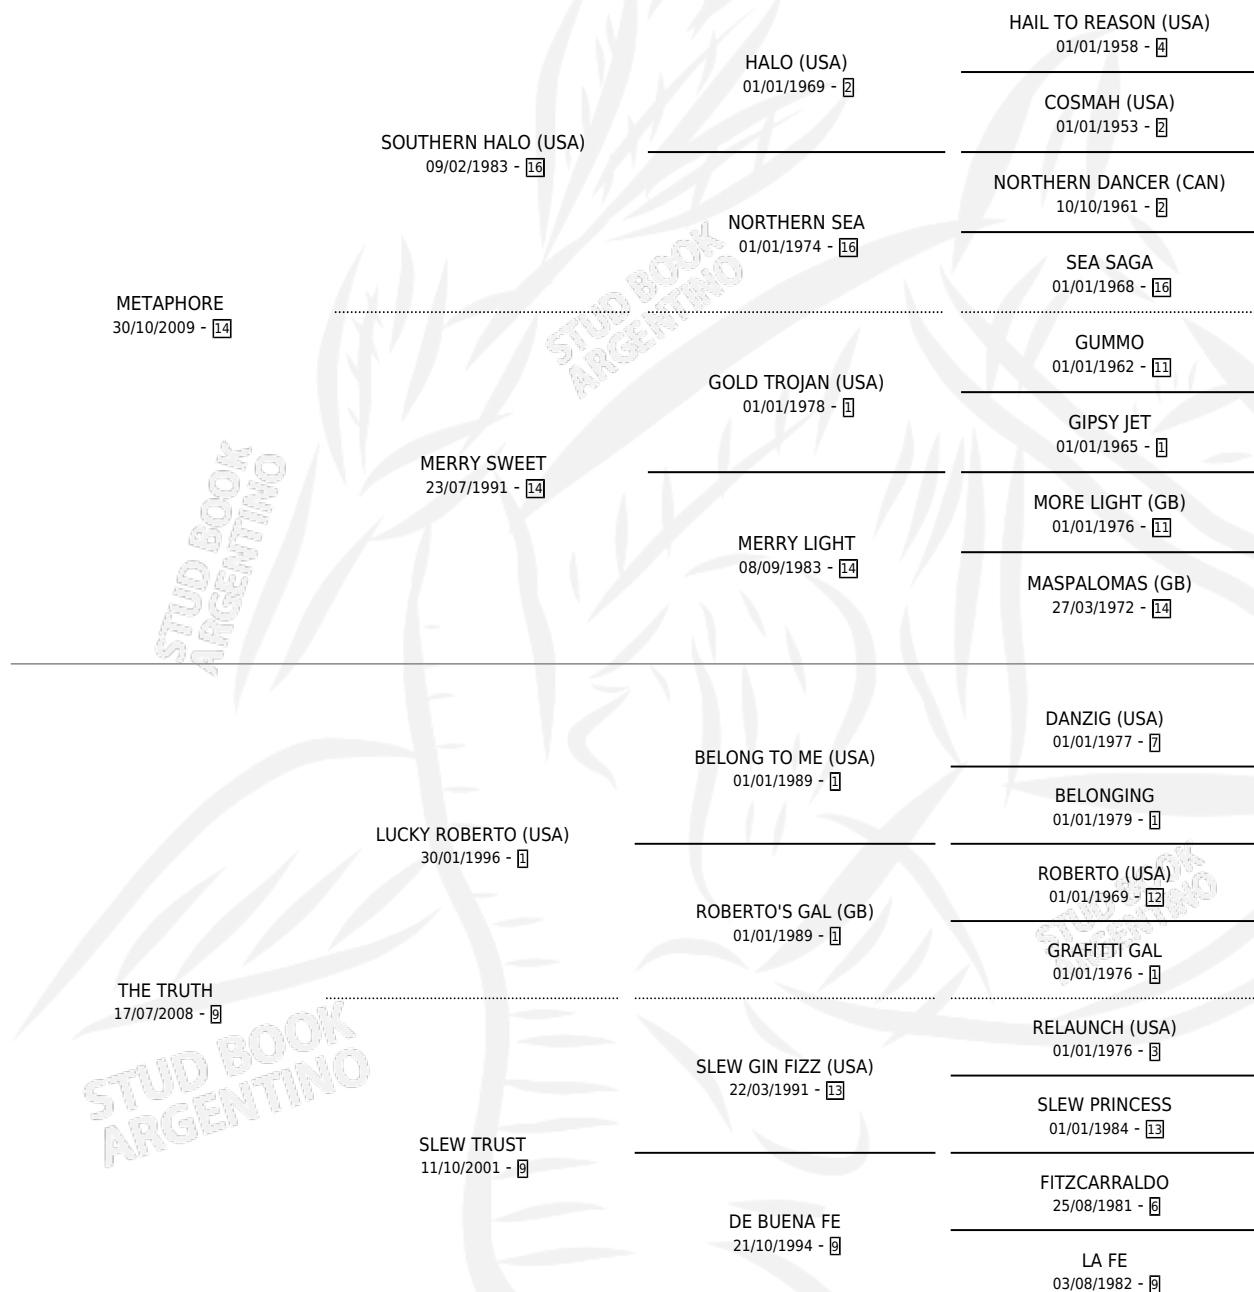 HAIL TO REASON (USA)
01/01/1958 - 4
HALO (USA)
01/01/1969 - 2
COSMAH (USA)
01/01/1953 - 2
SOUTHERN HALO (USA)
09/02/1983 - 16
NORTHERN DANCER (CAN)
10/10/1961 - 2
NORTHERN SEA
01/01/1974 - 16
SEA SAGA
01/01/1968 - 16
METAPHORE
30/10/2009 - 14
GUMMO
01/01/1962 - 11
GOLD TROJAN (USA)
01/01/1978 - 1
GIPSY JET
01/01/1965 - 1
MERRY SWEET
23/07/1991 - 14
MORE LIGHT (GB)
01/01/1976 - 11
MERRY LIGHT
08/09/1983 - 14
MASPALOMAS (GB)
27/03/1972 - 14
STUD BOOK
ARGENTINO
STUD BOOK
ARGENTINO
DANZIG (USA)
01/01/1977 - 7
BELONG TO ME (USA)
01/01/1989 - 1
BELONGING
01/01/1979 - 1
LUCKY ROBERTO (USA)
30/01/1996 - 1
ROBERTO (USA)
01/01/1969 - 12
ROBERTO'S GAL (GB)
01/01/1989 - 1
GRAFITTI GAL
01/01/1976 - 1
THE TRUTH
17/07/2008 - 9
RELAUNCH (USA)
01/01/1976 - 3
SLEW GIN FIZZ (USA)
22/03/1991 - 13
SLEW PRINCESS
01/01/1984 - 13
SLEW TRUST
11/10/2001 - 9
FITZCARRALDO
25/08/1981 - 6
DE BUENA FE
21/10/1994 - 9
LA FE
03/08/1982 - 9
STUD BOOK
ARGENTINO
STUD BOOK
ARGENTINO